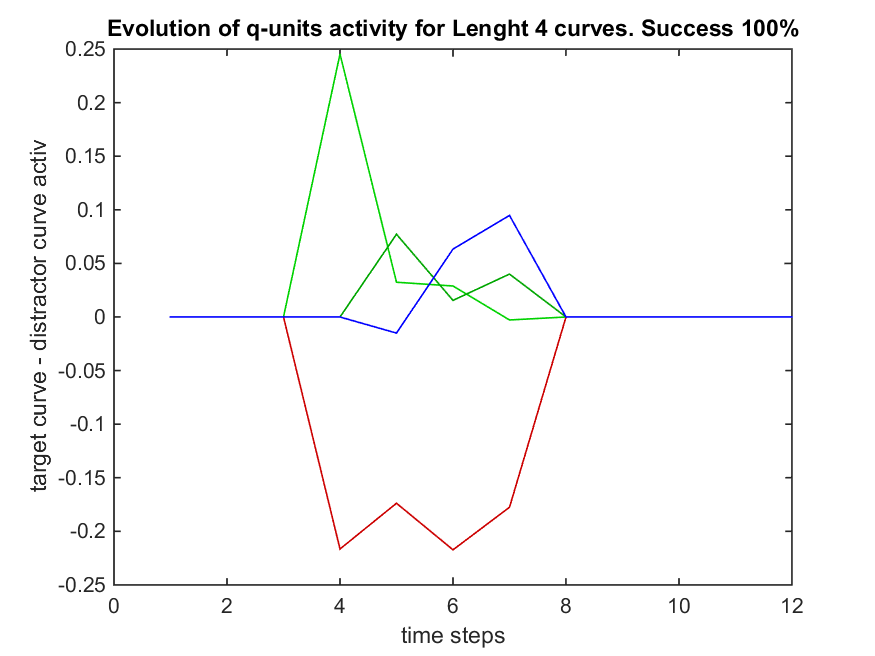 Evolution of q-units activity for Lenght 4 curves. Success 100%
0.25
0.2
0.15
0.1
0.05
0
-0.05
-0.1
-0.15
-0.2
-0.25
target curve - distractor curve activ
0 2 4 6 8 10 12
time steps